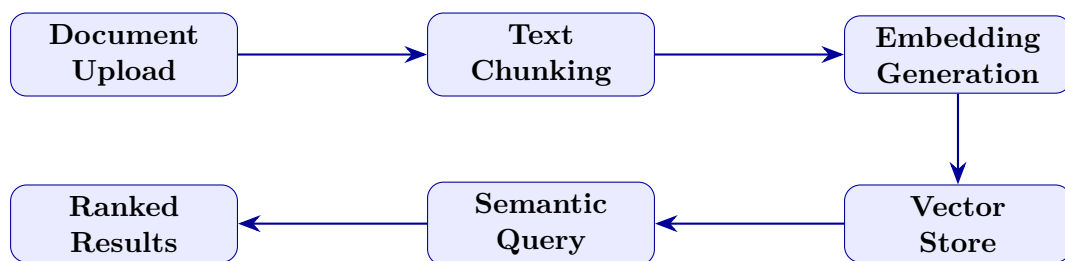 Document
Upload
Text
Chunking
Embedding
Generation
Ranked
Results
Semantic
Query
Vector
Store